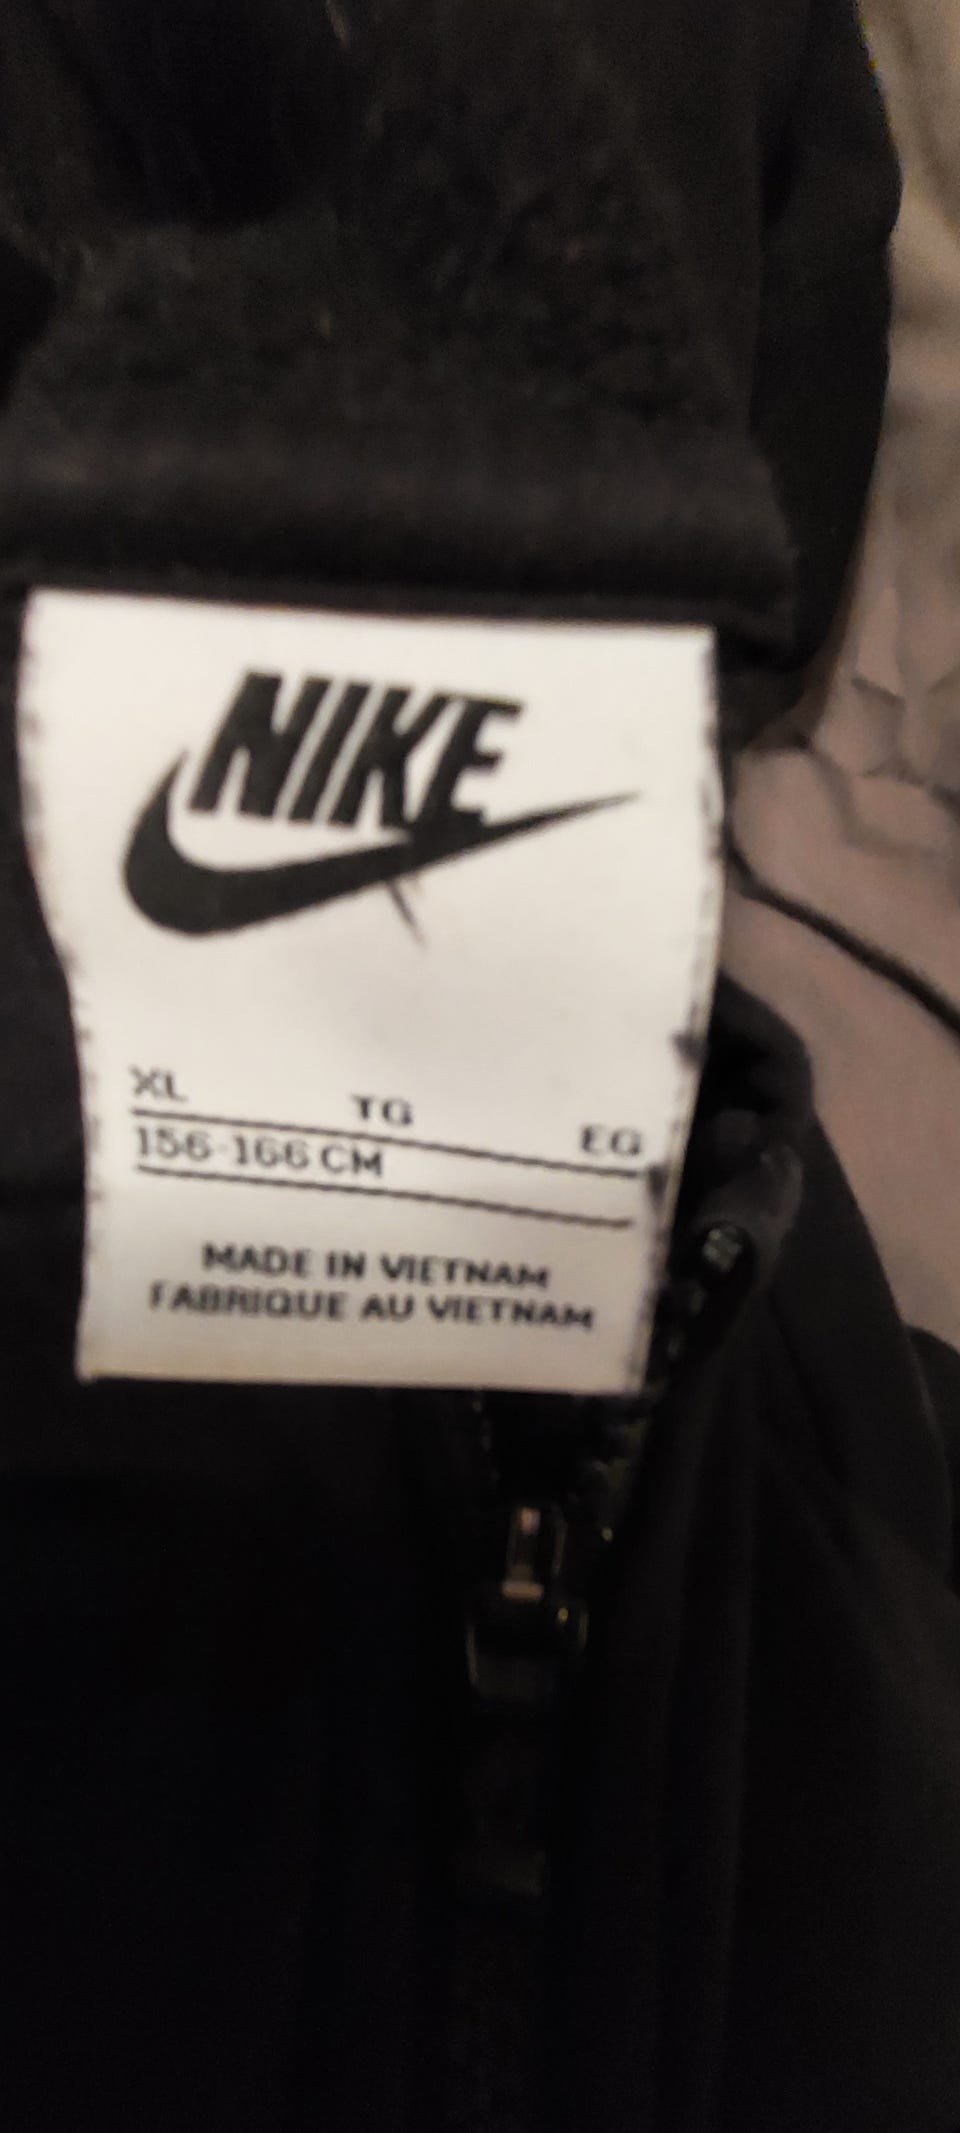 NIKE
XL TG EG
156-166 CM
MADE IN VIETNAM
FABRIQUE AU VIETNAM